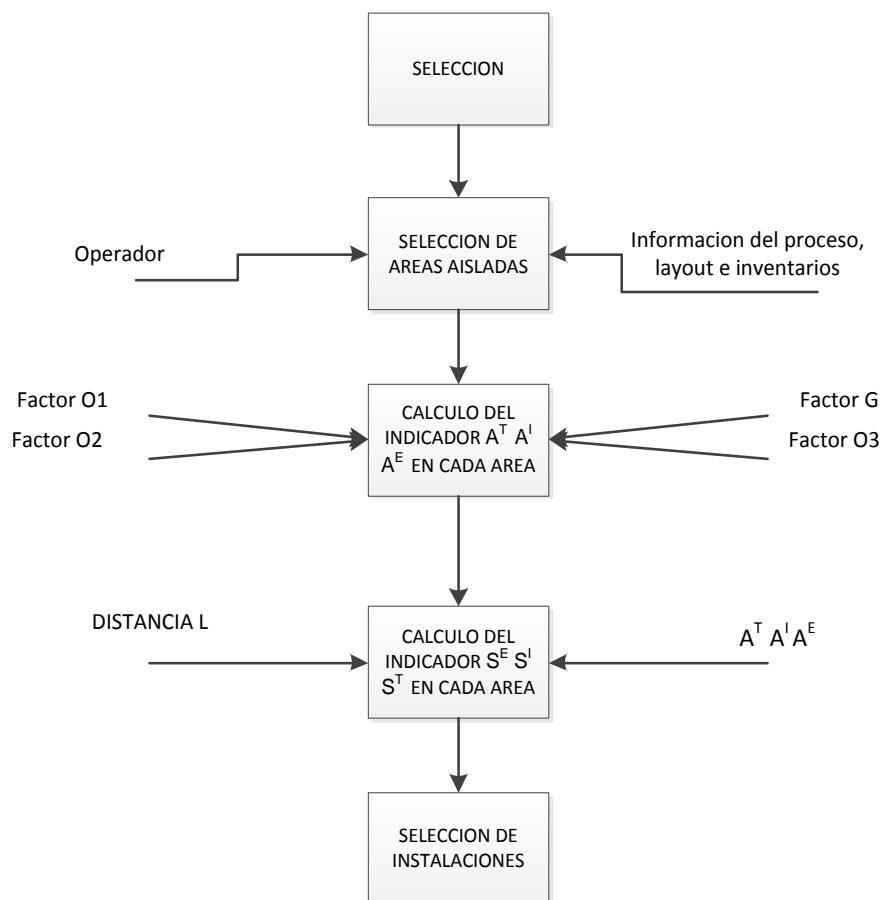 SELECCION
Operador
SELECCION DE
AREAS AISLADAS
Informacion del proceso,
layout e inventarios
Factor O1
Factor O2
CALCULO DEL
INDICADOR A^T A^I
A^E EN CADA AREA
Factor G
Factor O3
DISTANCIA L
CALCULO DEL
INDICADOR S^E S^I
S^T EN CADA AREA
A^T A^I A^E
SELECCION DE
INSTALACIONES